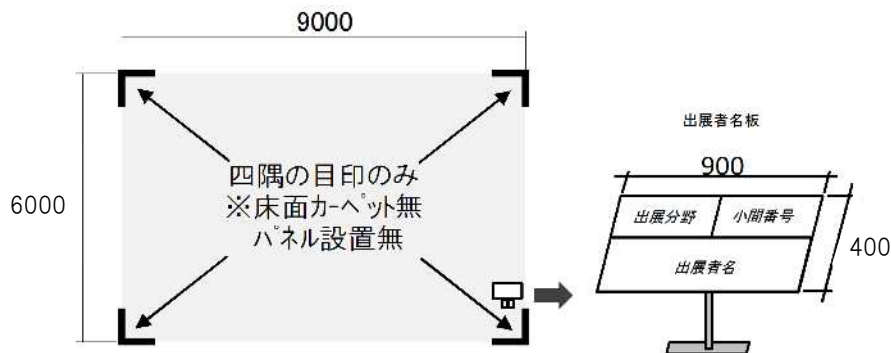 9000
6000
四隅の目印のみ
※床面カーペット無
パネル設置無
出展者名板
900
出展分野
小間番号
出展者名
400